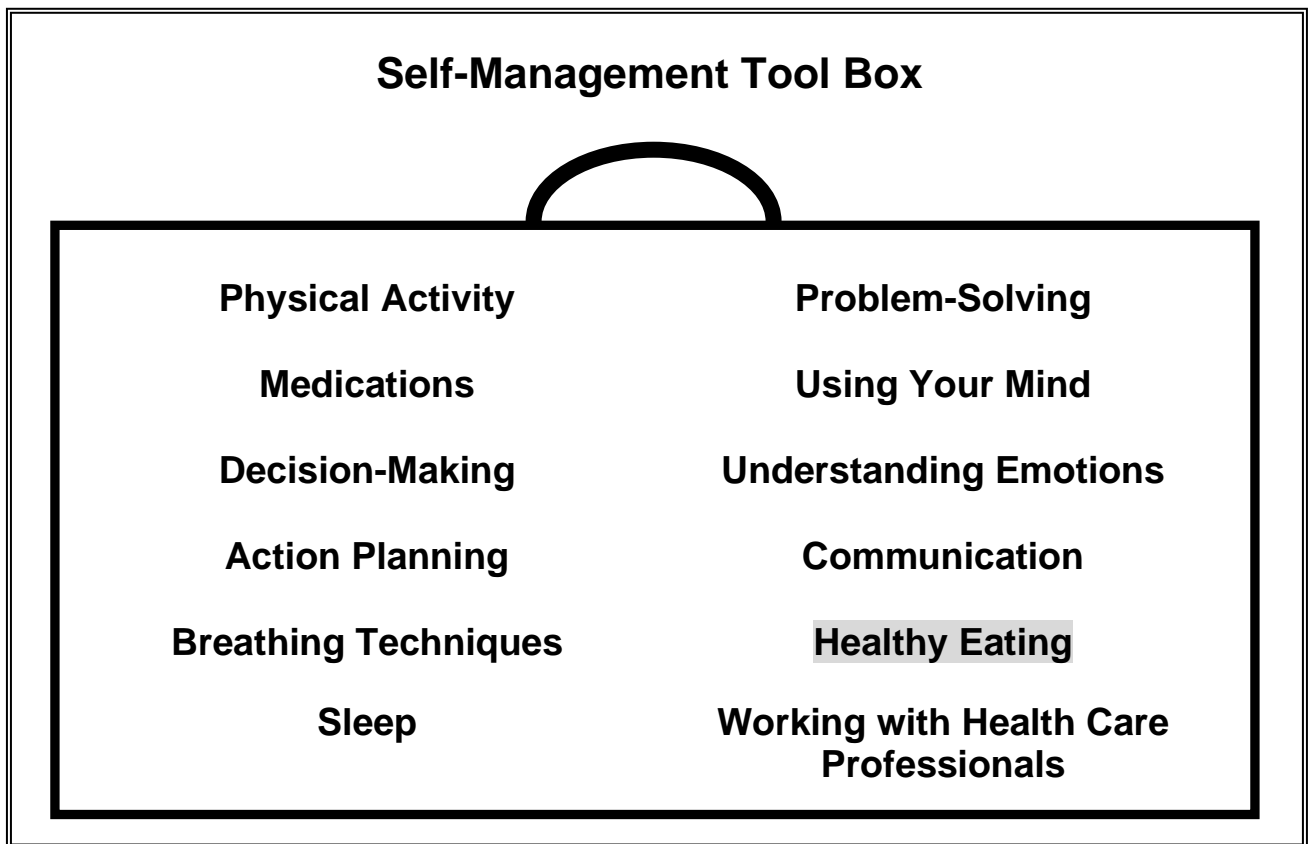 Self-Management Tool Box
Physical Activity
Problem-Solving
Medications
Using Your Mind
Decision-Making
Understanding Emotions
Action Planning
Communication
Breathing Techniques
Healthy Eating
Sleep
Working with Health Care
Professionals